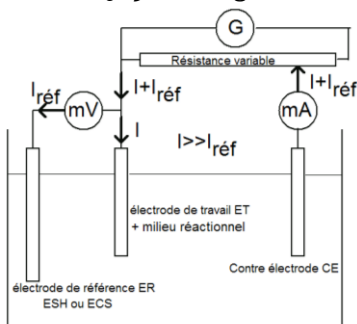 G
Résistance variable
Iréf
I+Iréf
I+Iréf
mV
mA
I
I>>Iréf
électrode de travail ET
+ milieu réactionnel
Contre électrode CE
électrode de référence ER
ESH ou ECS